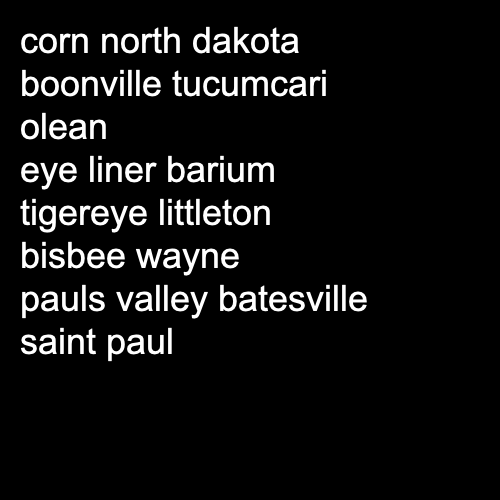 corn north dakota
boonville tucumcari
olean
eye liner barium
tigereye littleton
bisbee wayne
pauls valley batesville
saint paul